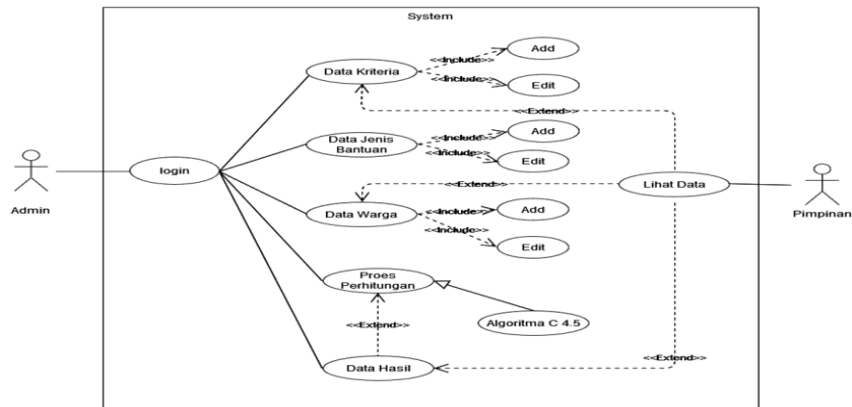 System
Add
<<Include>>
Data Kriteria
<<Include>>
Edit
<<Extend>>
Add
<<Include>>
Data Jenis
Bantuan
<<Include>>
Edit
login
Admin
<<Extend>>
Lihat Data
Pimpinan
Add
<<Include>>
Data Warga
<<Include>>
Edit
Proes
Perhitungan
Algoritma C 4.5
<<Extend>>
<<Extend>>
Data Hasil